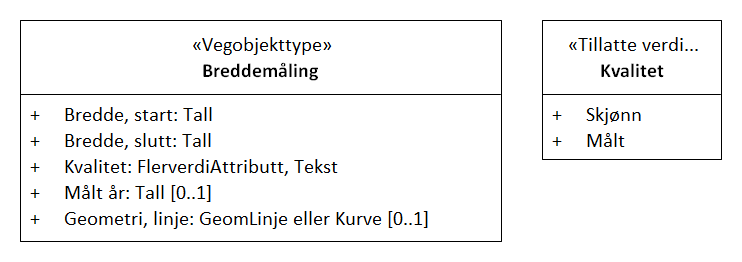 «Vegobjekttype»
Breddemåling
+ Bredde, start: Tall
+ Bredde, slutt: Tall
+ Kvalitet: FlerverdiAttributt, Tekst
+ Målt år: Tall [0..1]
+ Geometri, linje: GeomLinje eller Kurve [0..1]
«Tillatte verdi...
Kvalitet
+ Skjønn
+ Målt